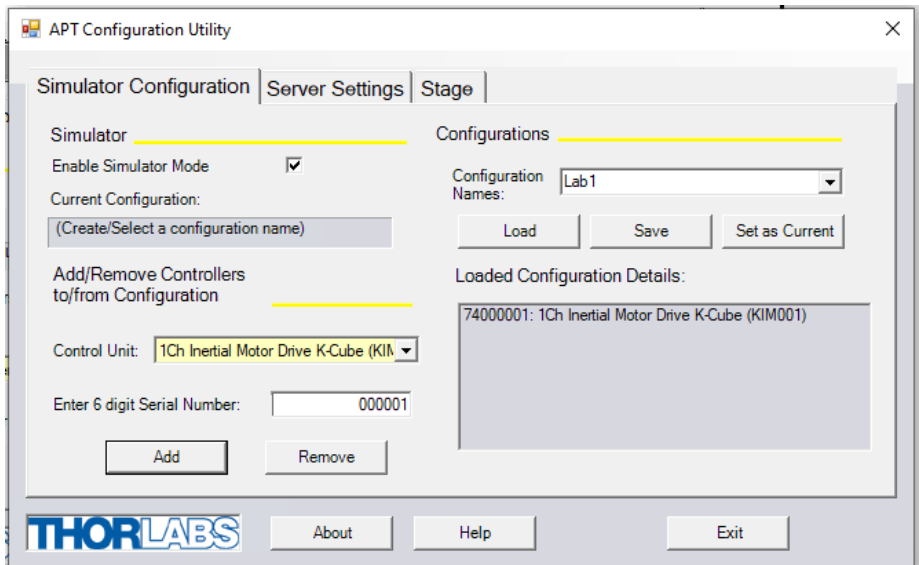 APT Configuration Utility
Simulator Configuration
Server Settings
Stage
Simulator
Enable Simulator Mode
Current Configuration:
(Create/Select a configuration name)
Add/Remove Controllers
to/from Configuration
Control Unit:
1Ch Inertial Motor Drive K-Cube (KIM
Enter 6 digit Serial Number:
000001
Add
Remove
Configurations
Configuration
Names:
Lab1
Load
Save
Set as Current
Loaded Configuration Details:
74000001: 1Ch Inertial Motor Drive K-Cube (KIM001)
THORLABS
About
Help
Exit